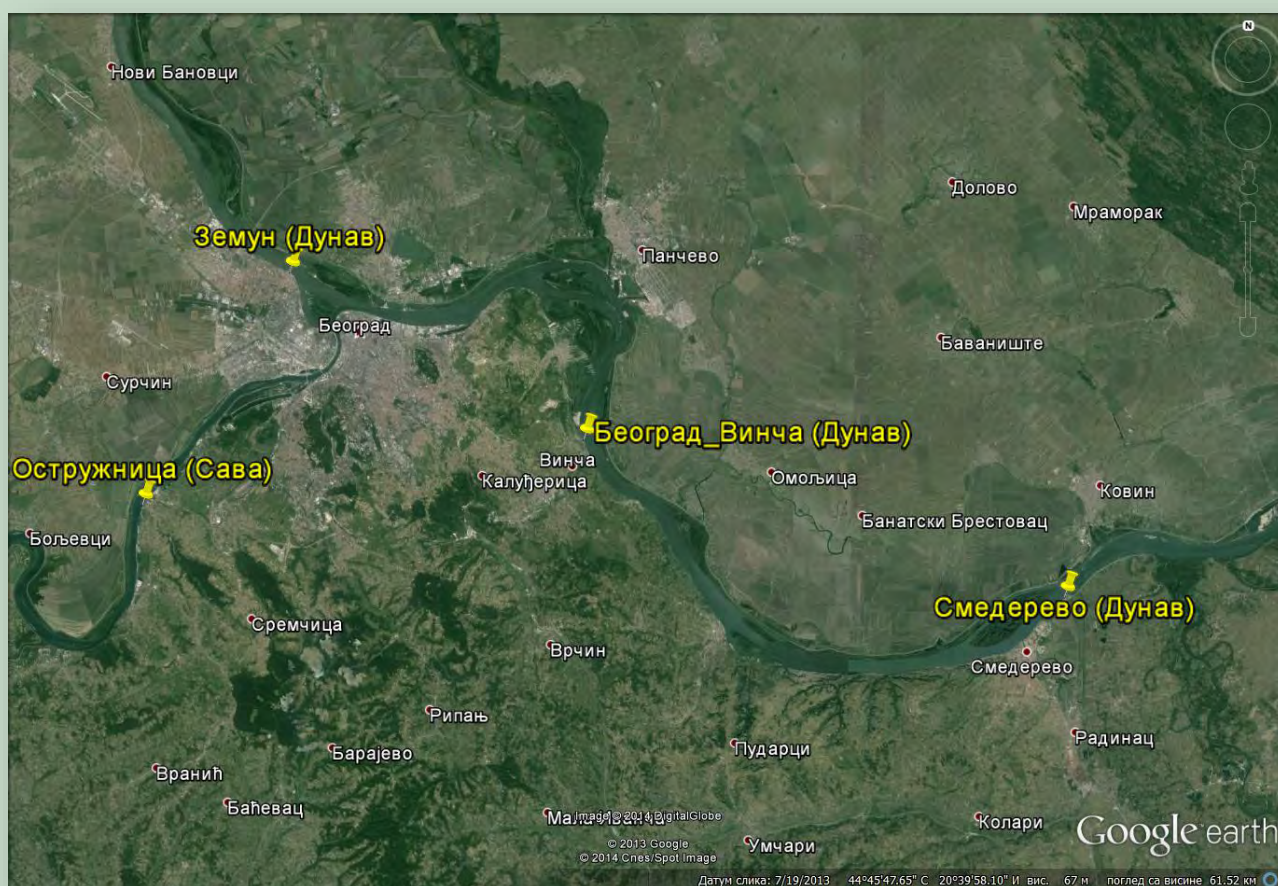 N
Нови Бановци
Долово
Мраморак
Земун (Дунав)
Панчево
Београд
Баваниште
Сурчин
Београд_Винча (Дунав)
Винча
Остружница (Сава)
Калуђерица
Омољица
Ковин
Банатски Брестовац
Бољевци
Смедерево (Дунав)
Сремчица
Врчин
Смедерево
Рипањ
Радинац
Барајево
Пударци
Вранић
Баћевац
Мала Иванча
Image © 2014 DigitalGlobe
Колари
Google earth
© 2013 Google
Умчари
© 2014 Cnes/Spot Image
Датум слика: 7/19/2013 44°45'47.65" С 20°39'58.10" И вис. 67 м поглед са висине 61.52 км